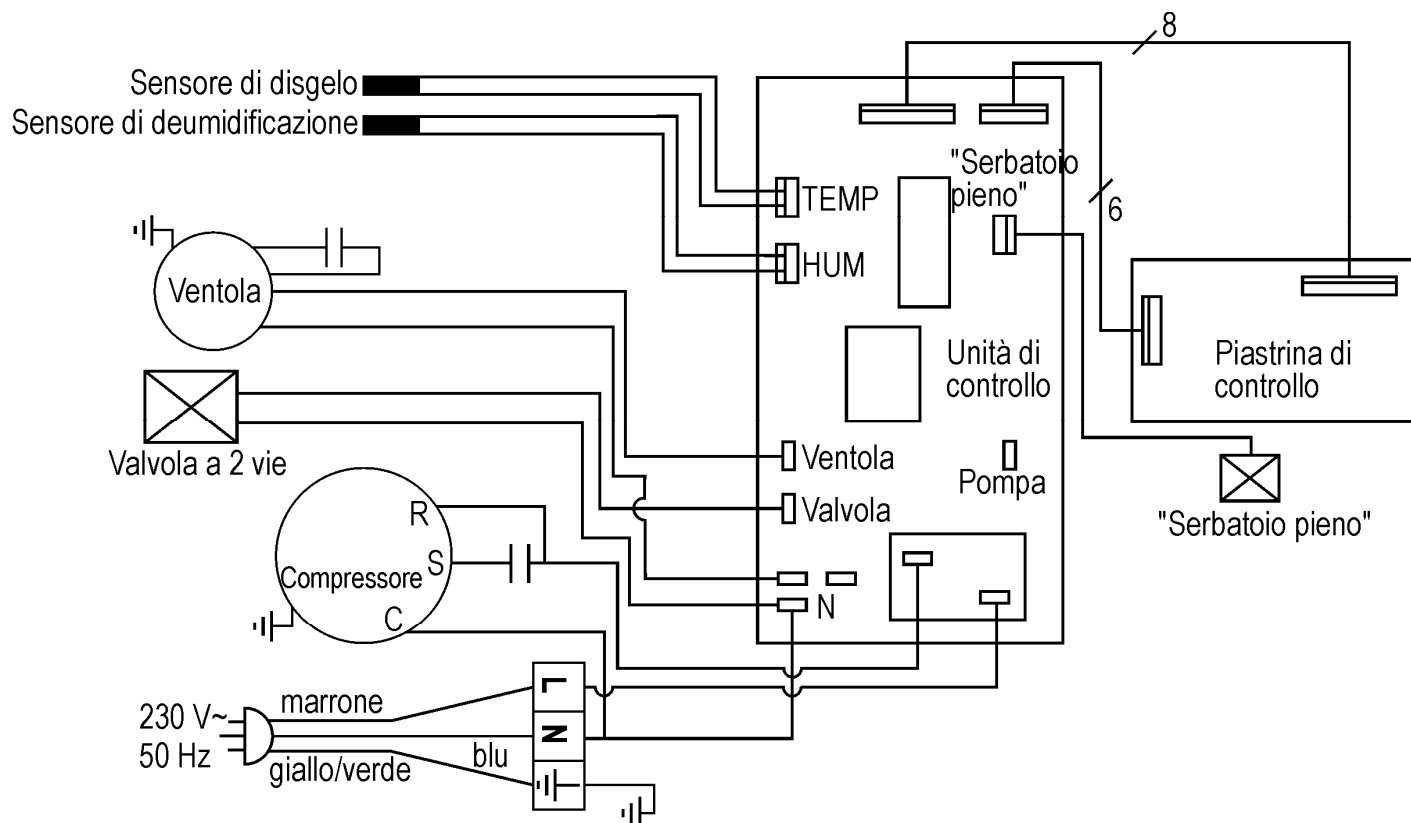 8
Sensore di disgelo
Sensore di deumidificazione
"Serbatoio
pieno"
TEMP
6
HUM
Ventola
Unità di
controllo
Piastrina di
controllo
Valvola a 2 vie
Ventola
Pompa
Valvola
"Serbatoio pieno"
R
S
Compressore
C
N
L
marrone
230 V~
N
50 Hz
blu
giallo/verde